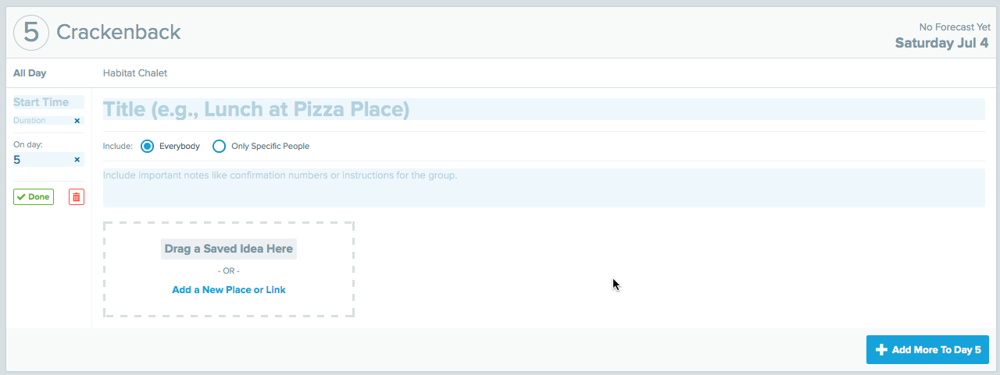 5 Crackenback
No Forecast Yet
Saturday Jul 4
All Day
Habitat Chalet
Start Time
Duration ×
On day:
5 ×
Done
Title (e.g., Lunch at Pizza Place)
Include: Everybody Only Specific People
Include important notes like confirmation numbers or instructions for the group.
Drag a Saved Idea Here
- OR -
Add a New Place or Link
Add More To Day 5